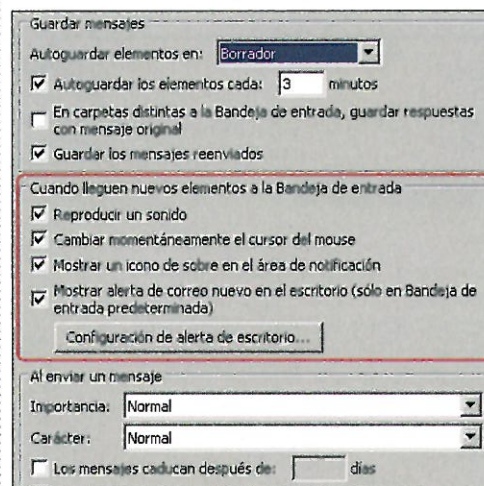 Guardar mensajes
Autoguardar elementos en: Borrador
Autoguardar los elementos cada: 3 minutos
En carpetas distintas a la Bandeja de entrada, guardar respuestas
con mensaje original
Guardar los mensajes reenviados
Cuando lleguen nuevos elementos a la Bandeja de entrada
Reproducir un sonido
Cambiar momentáneamente el cursor del mouse
Mostrar un icono de sobre en el área de notificación
Mostrar alerta de correo nuevo en el escritorio (sólo en Bandeja de
entrada predeterminada)
Configuración de alerta de escritorio...
Al enviar un mensaje
Importancia: Normal
Carácter: Normal
Los mensajes caducan después de: días